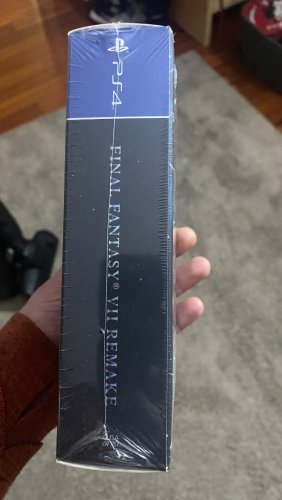 PS4
FINAL FANTASY® VII REMAKE